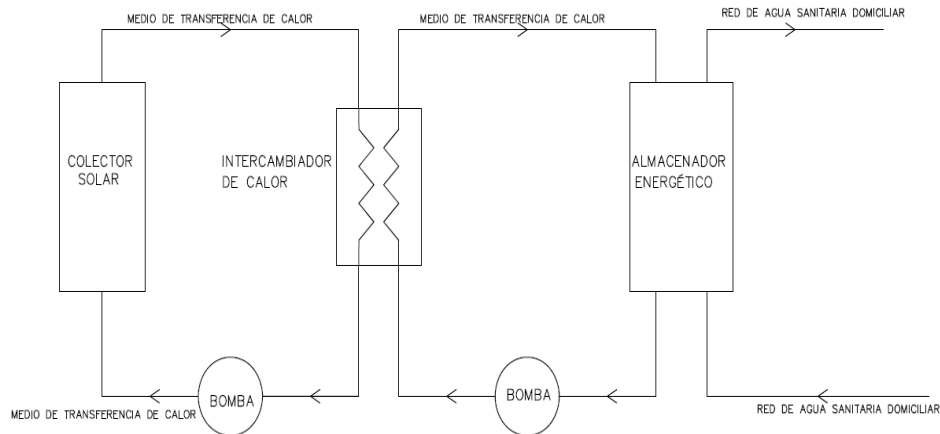 MEDIO DE TRANSFERENCIA DE CALOR
MEDIO DE TRANSFERENCIA DE CALOR
RED DE AGUA SANITARIA DOMICILIAR
COLECTOR
SOLAR
INTERCAMBIADOR
DE CALOR
ALMACENADOR
ENERGÉTICO
BOMBA
BOMBA
MEDIO DE TRANSFERENCIA DE CALOR
RED DE AGUA SANITARIA DOMICILIAR